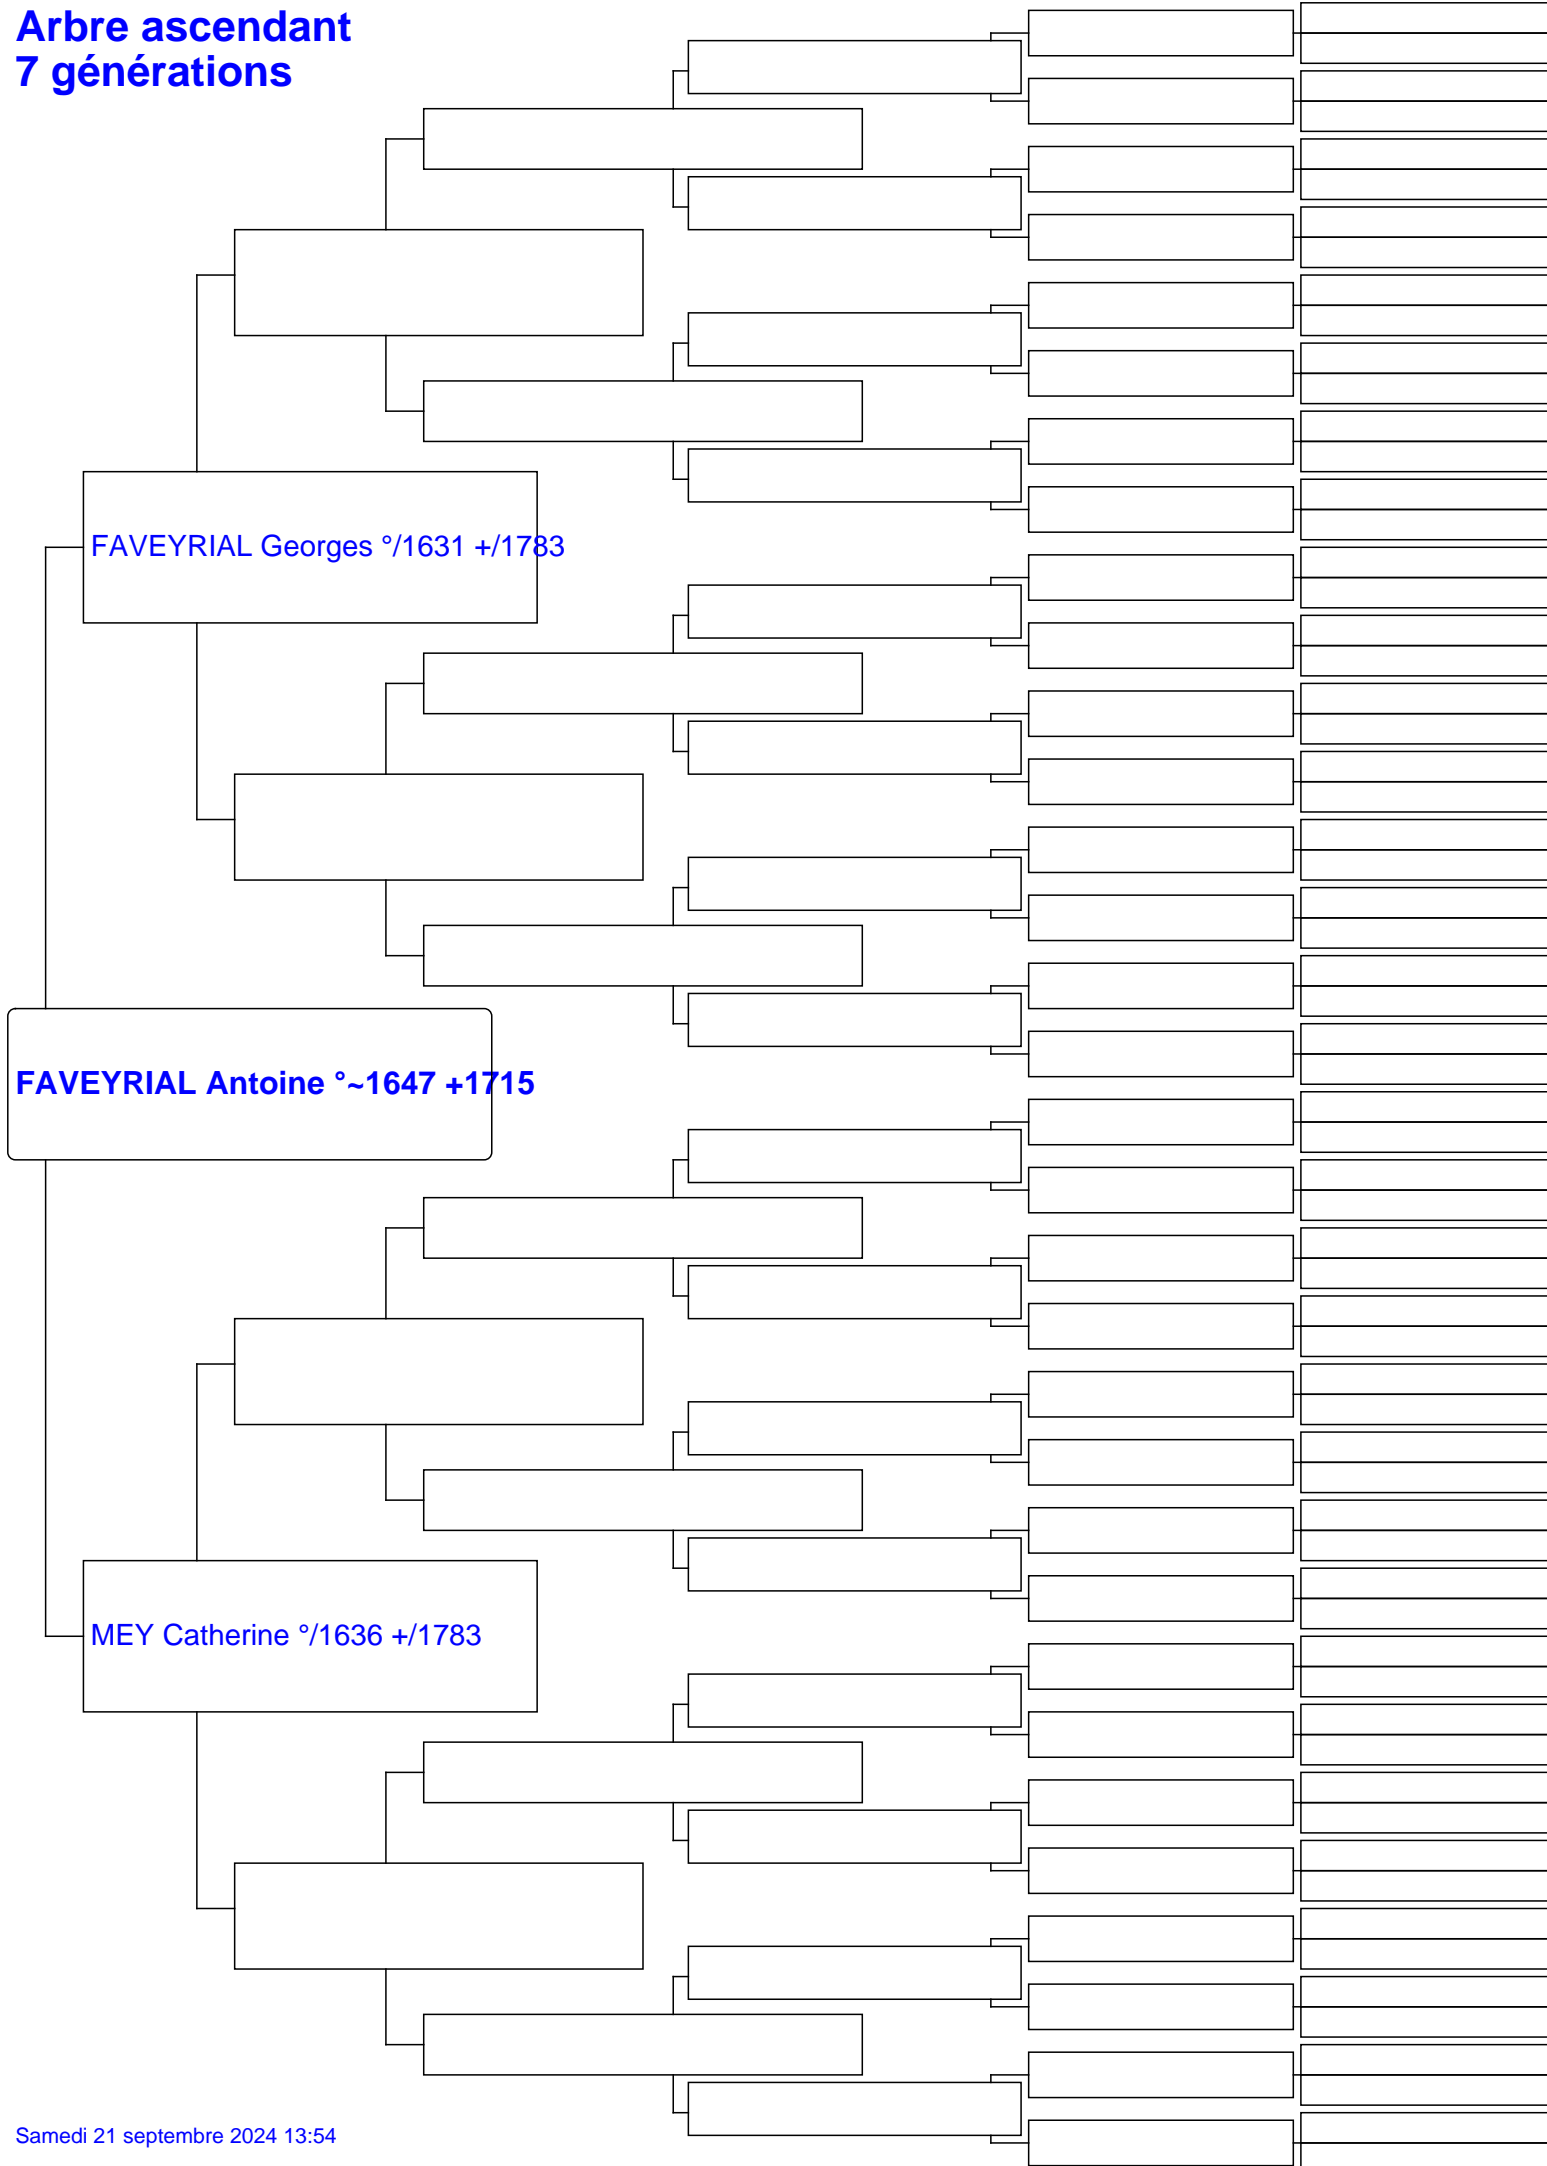 Arbre ascendant
7 générations
FAVEYRIAL Georges °/1631 +/1783
FAVEYRIAL Antoine °~1647 +1715
MEY Catherine °/1636 +/1783
Samedi 21 septembre 2024 13:54